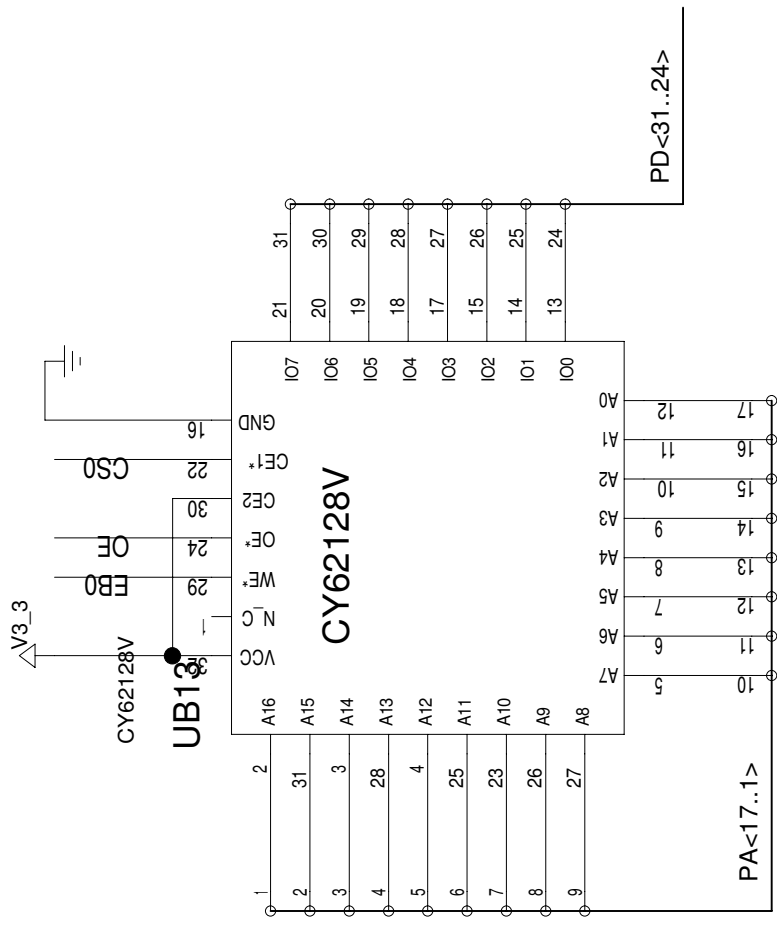 V3_3
CY62128V
UB13
CY62128V
32 VCC
1 N_C
EB0 29 WE*
OE 24 OE*
30 CE2
CS0 22 CE1*
16 GND
IO7 21 31
IO6 20 30
IO5 19 29
IO4 18 28
IO3 17 27
IO2 15 26
IO1 14 25
IO0 13 24
PD<31..24>
1 2 A16
2 31 A15
3 3 A14
4 28 A13
5 4 A12
6 25 A11
7 23 A10
8 26 A9
9 27 A8
A7 5 10
A6 6 11
A5 7 12
A4 8 13
A3 9 14
A2 10 15
A1 11 16
A0 12 17
PA<17..1>